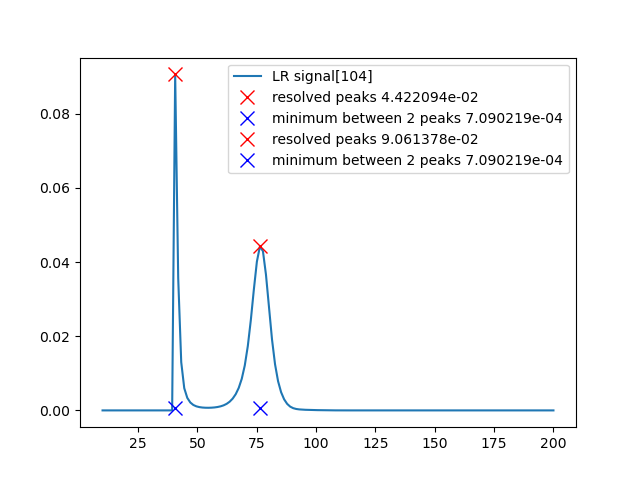 LR signal[104]
resolved peaks 4.422094e-02
minimum between 2 peaks 7.090219e-04
resolved peaks 9.061378e-02
minimum between 2 peaks 7.090219e-04
0.08
0.06
0.04
0.02
0.00
25 50 75 100 125 150 175 200